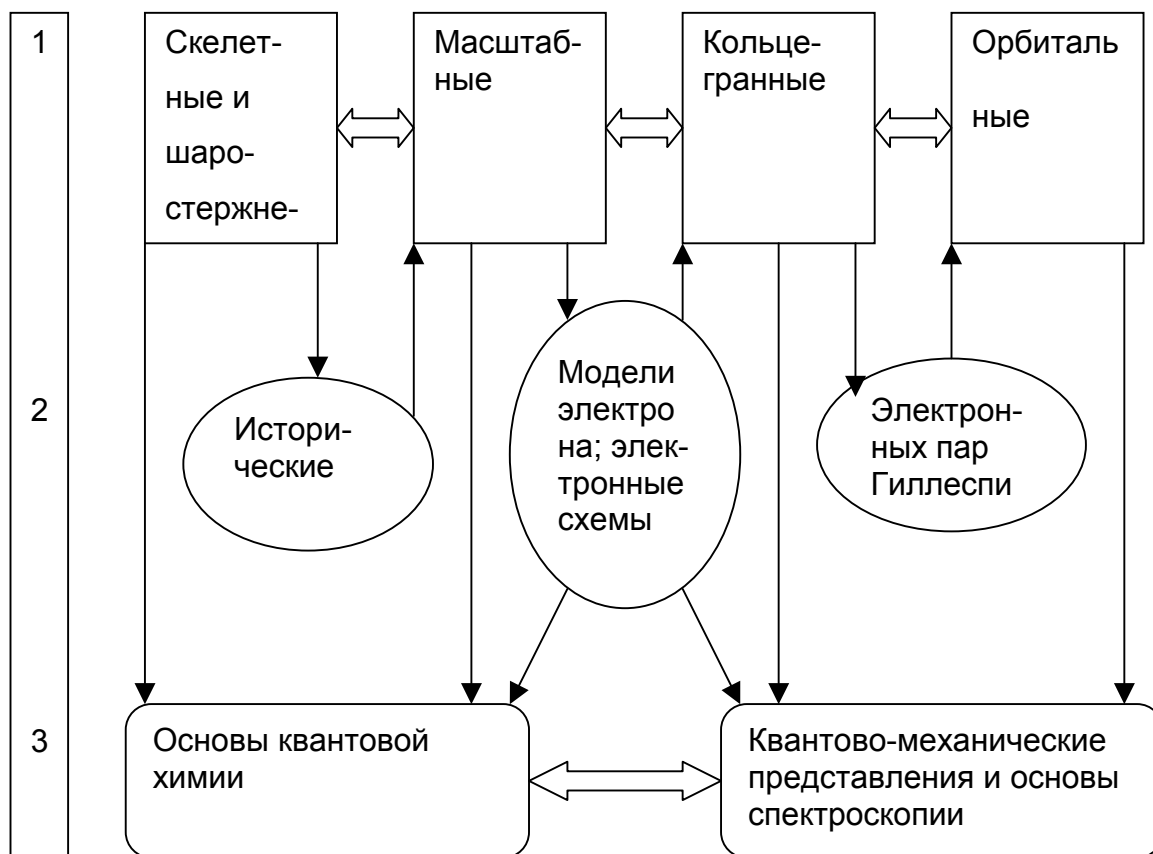 1
Скелет-
ные и
шаро-
стержне-
Масштаб-
ные
Кольце-
гранные
Орбиталь
ные
2
Истори-
ческие
Модели
электро
на; элек-
тронные
схемы
Электрон-
ных пар
Гиллеспи
3
Основы квантовой
химии
Квантово-механические
представления и основы
спектроскопии